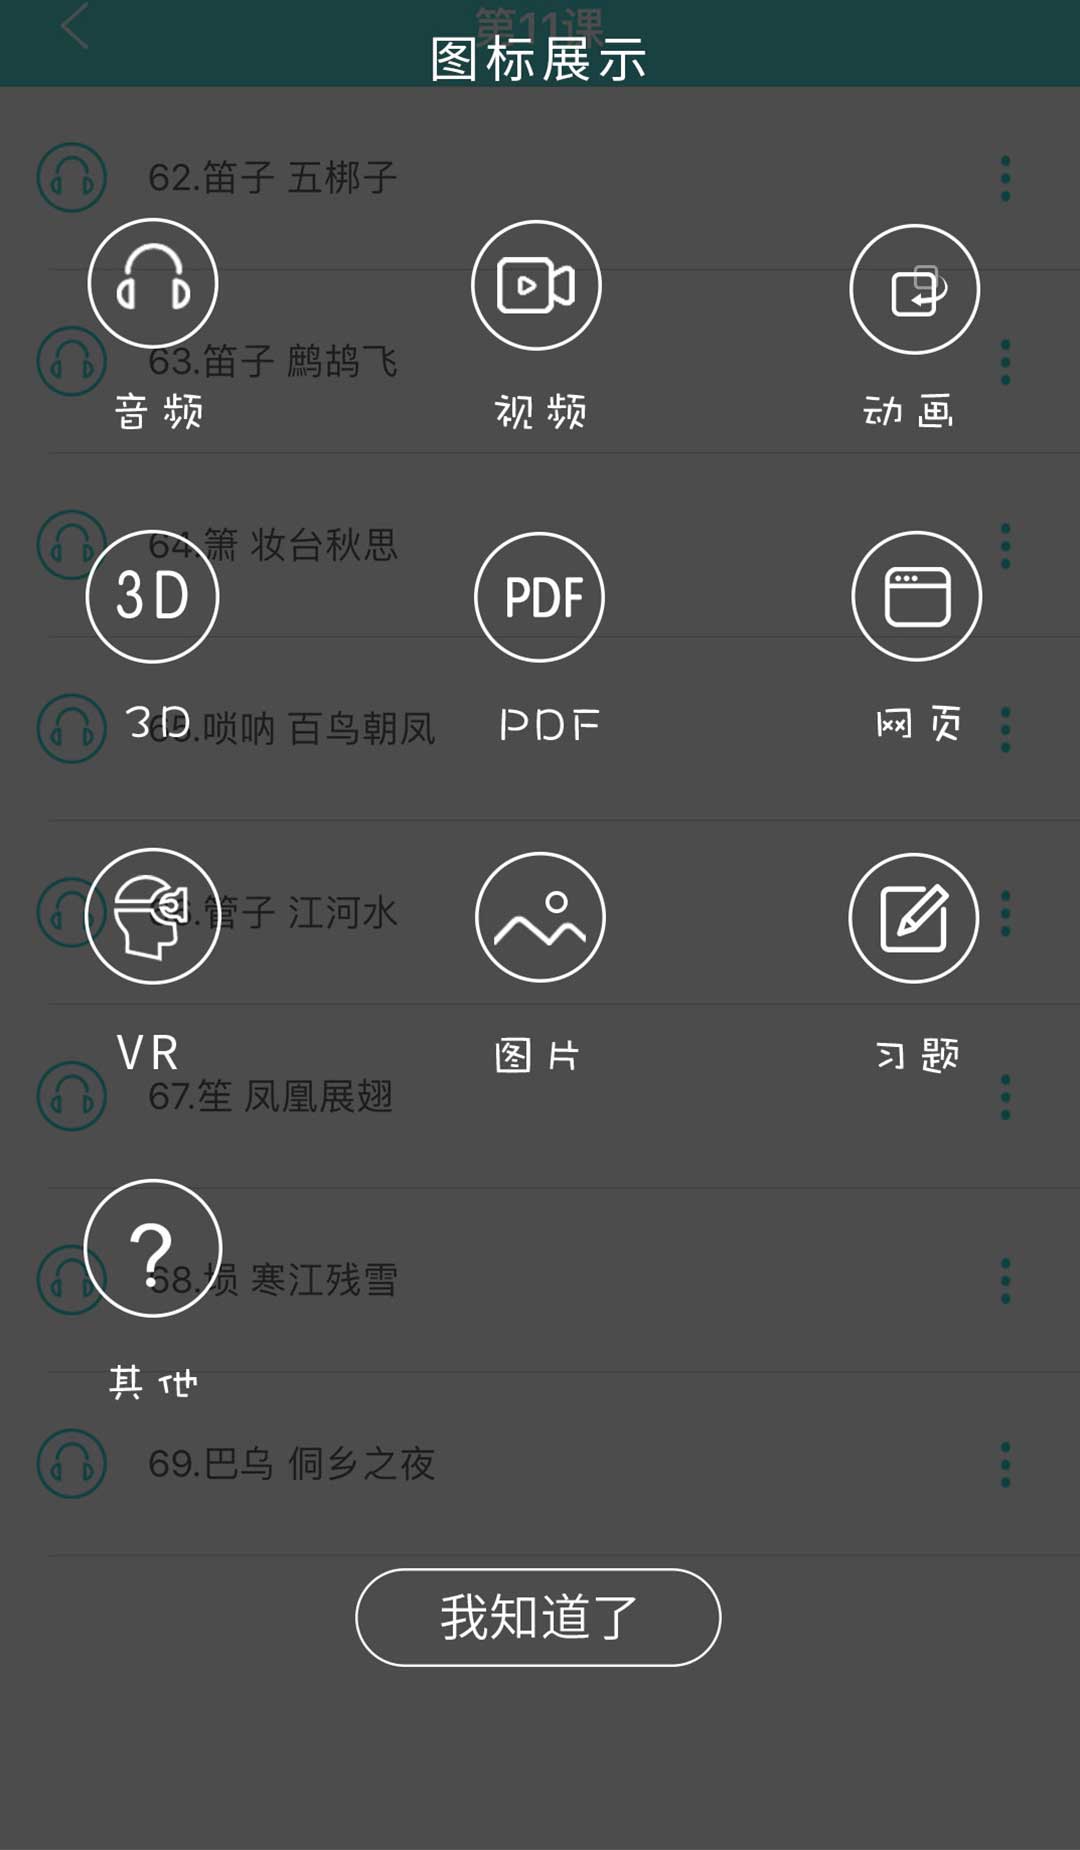 第11课
图标展示
62.笛子 五梆子
音频
视频
动画
63.笛子 鹧鸪飞
64.箫 妆台秋思
3D
PDF
3D
PDF
网页
65.唢呐 百鸟朝凤
66.管子 江河水
VR
图片
习题
67.笙 凤凰展翅
?
68.埙 寒江残雪
其他
69.巴乌 侗乡之夜
我知道了